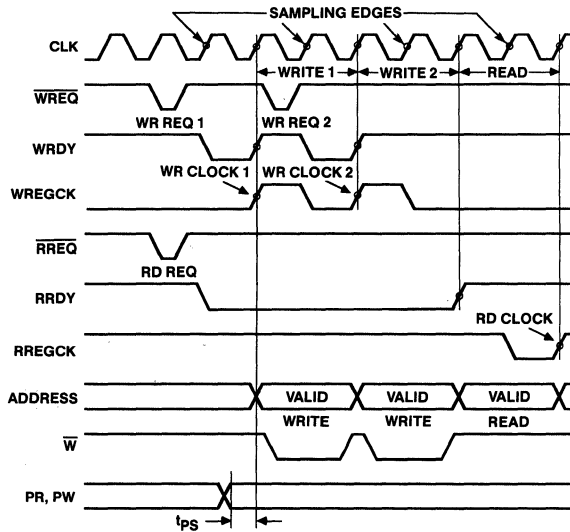 SAMPLING EDGES
CLK
WRITE 1 WRITE 2 READ
WREQ
WR REQ 1 WR REQ 2
WRDY
WR CLOCK 1 WR CLOCK 2
WREGCK
RREQ
RD REQ
RRDY
RD CLOCK
RREGCK
ADDRESS VALID VALID VALID
WRITE WRITE READ
W
PR, PW
tPS